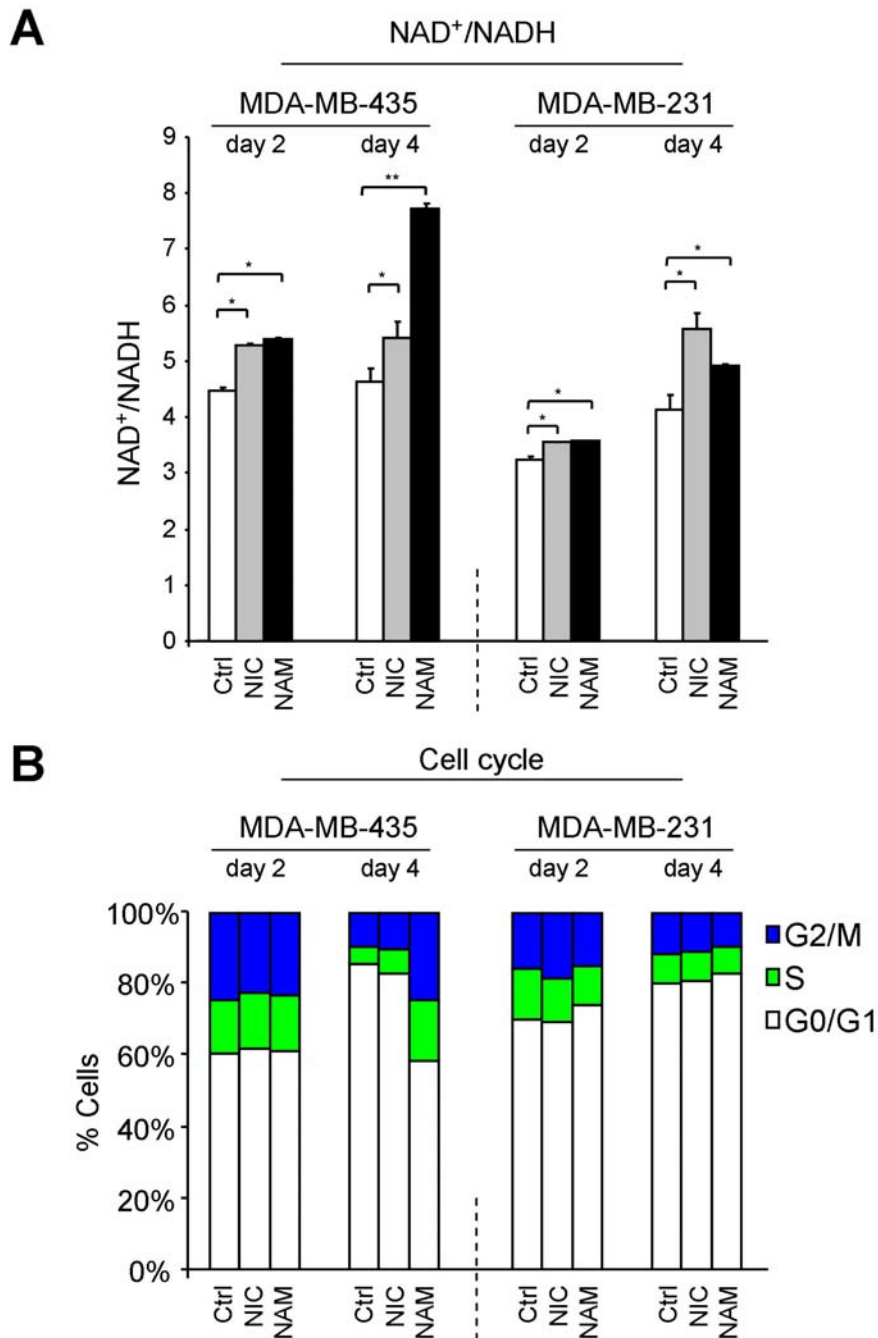 A
NAD+/NADH
MDA-MB-435 MDA-MB-231
day 2 day 4 day 2 day 4
NAD+/NADH
9
8
7
6
5
4
3
2
1
0
* * * ** * * * *
Ctrl NIC NAM Ctrl NIC NAM Ctrl NIC NAM Ctrl NIC NAM
B
Cell cycle
MDA-MB-435 MDA-MB-231
day 2 day 4 day 2 day 4
% Cells
100%
80%
60%
40%
20%
0%
G2/M
S
G0/G1
Ctrl NIC NAM Ctrl NIC NAM Ctrl NIC NAM Ctrl NIC NAM